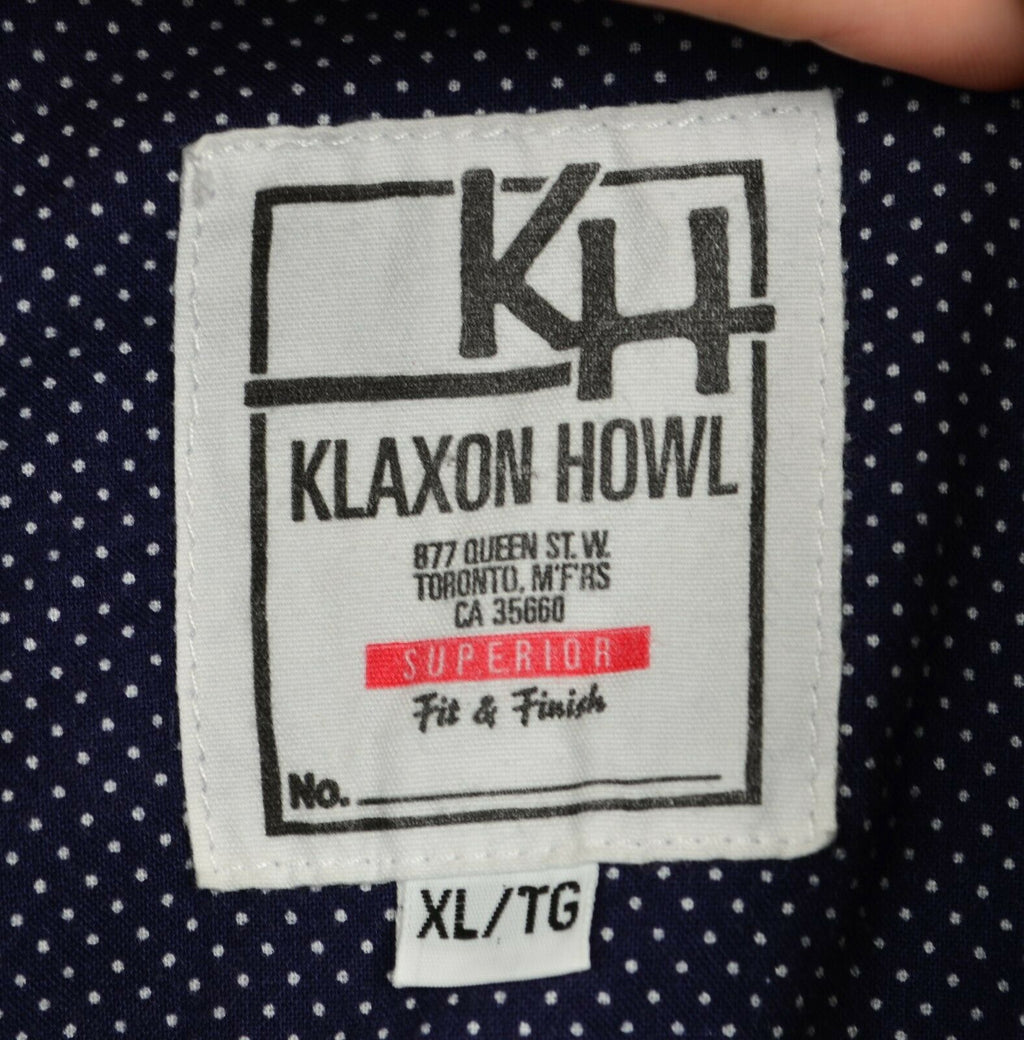 KH
KLAXON HOWL
877 QUEEN ST. W.
TORONTO, M'F'RS
CA 35660
SUPERIOR
Fit & Finish
No.
XL/TG